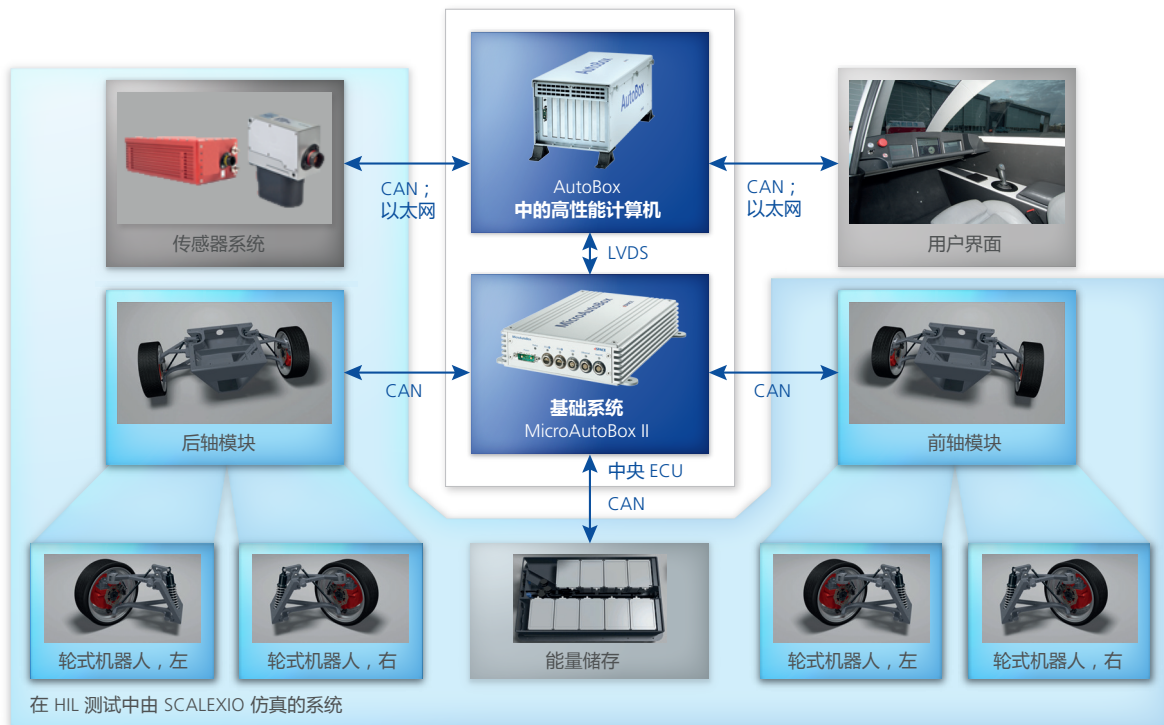 AutoBox
AutoBox
AutoBox
中的高性能计算机
CAN；
以太网
CAN；
以太网
传感器系统
用户界面
LVDS
MicroAutoBox
基础系统
MicroAutoBox II
CAN
CAN
后轴模块
前轴模块
中央 ECU
CAN
轮式机器人，左
轮式机器人，右
能量储存
轮式机器人，左
轮式机器人，右
在 HIL 测试中由 SCALEXIO 仿真的系统